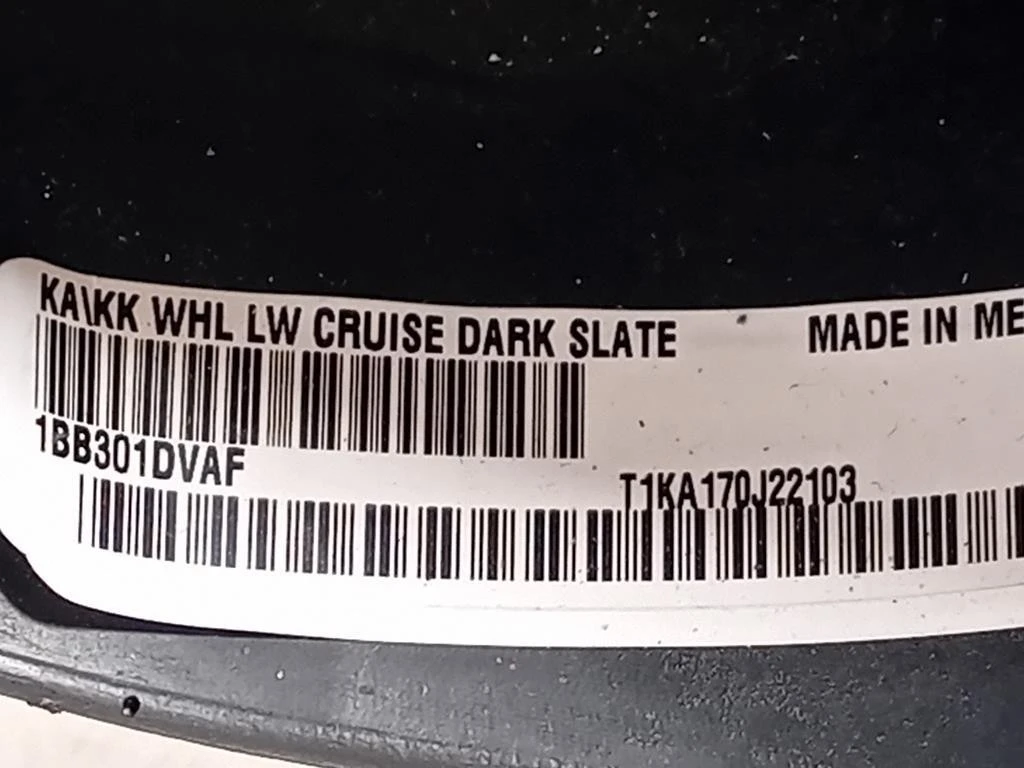 KA\KK WHL LW CRUISE DARK SLATE MADE IN ME
1BB301DVAF
T1KA170J22103